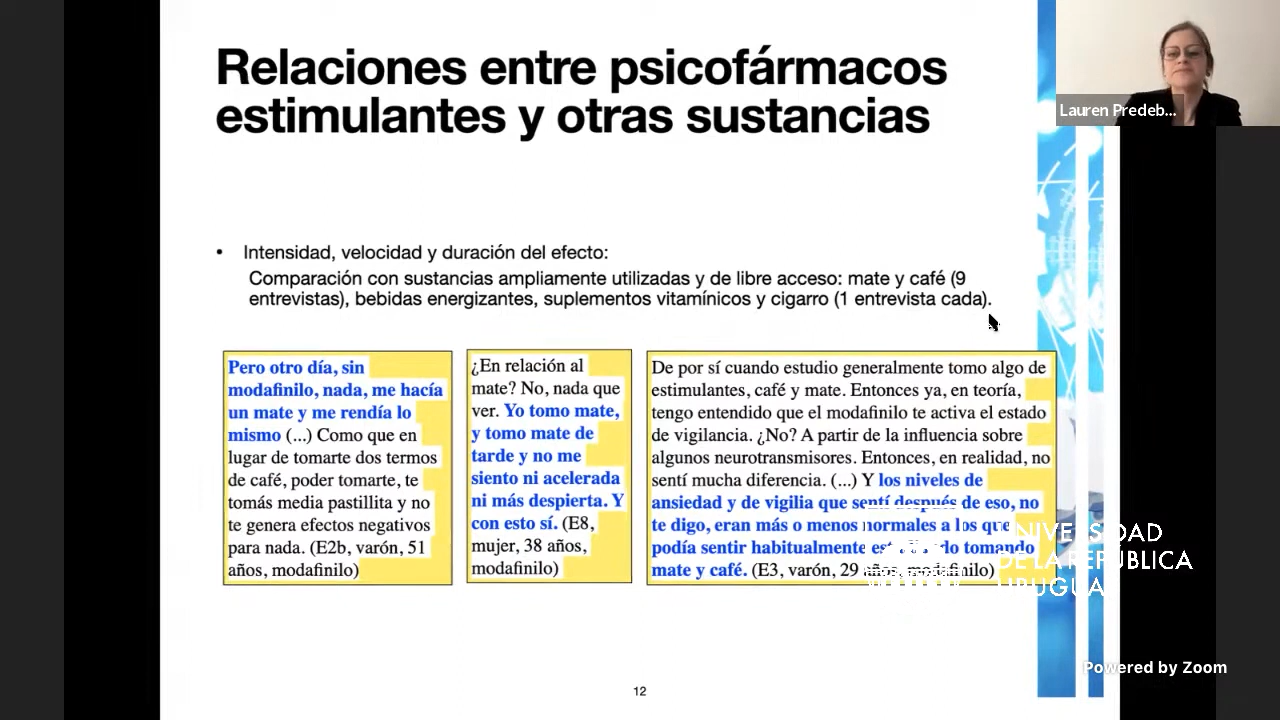 Relaciones entre psicofármacos
estimulantes y otras sustancias
Lauren Predeb...
• Intensidad, velocidad y duración del efecto:
Comparación con sustancias ampliamente utilizadas y de libre acceso: mate y café (9
entrevistas), bebidas energizantes, suplementos vitamínicos y cigarro (1 entrevista cada).
Pero otro día, sin
modafinilo, nada, me hacía
un mate y me rendía lo
mismo (...) Como que en
lugar de tomarte dos termos
de café, poder tomarte, te
tomás media pastillita y no
te genera efectos negativos
para nada. (E2b, varón, 51
años, modafinilo)
¿En relación al
mate? No, nada que
ver. Yo tomo mate,
y tomo mate de
tarde y no me
siento ni acelerada
ni más despierta. Y
con esto sí. (E8,
mujer, 38 años,
modafinilo)
De por sí cuando estudio generalmente tomo algo de
estimulantes, café y mate. Entonces ya, en teoría,
tengo entendido que el modafinilo te activa el estado
de vigilancia. ¿No? A partir de la influencia sobre
algunos neurotransmisores. Entonces, en realidad, no
sentí mucha diferencia. (...) Y los niveles de
ansiedad y de vigilia que sentí después de eso, no
te digo, eran más o menos normales a los que
podía sentir habitualmente tomando
mate y café. (E3, varón, 29 años, modafinilo)
UNIVERSIDAD
DE LA REPÚBLICA
URUGUAY
Powered by Zoom
12